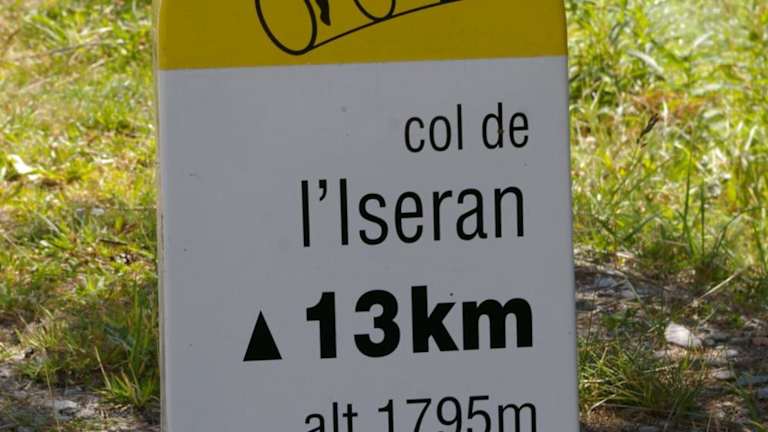 col de
l'Iseran
▲ 13km
alt 1795m